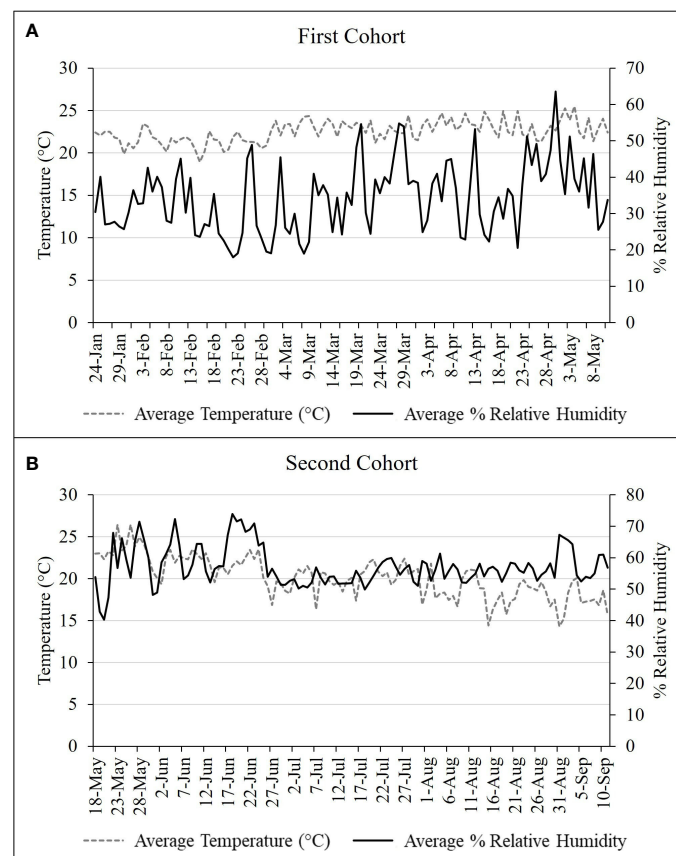 A
First Cohort
30
25
20
15
10
5
0
Temperature (°C)
70
60
50
40
30
20
10
0
% Relative Humidity
24-Jan
29-Jan
3-Feb
8-Feb
13-Feb
18-Feb
23-Feb
28-Feb
4-Mar
9-Mar
14-Mar
19-Mar
24-Mar
29-Mar
3-Apr
8-Apr
13-Apr
18-Apr
23-Apr
28-Apr
3-May
8-May
Average Temperature (°C)
Average % Relative Humidity
B
Second Cohort
30
25
20
15
10
5
0
Temperature (°C)
80
70
60
50
40
30
20
10
0
% Relative Humidity
18-May
23-May
28-May
2-Jun
7-Jun
12-Jun
17-Jun
22-Jun
27-Jun
2-Jul
7-Jul
12-Jul
17-Jul
22-Jul
27-Jul
1-Aug
6-Aug
11-Aug
16-Aug
21-Aug
26-Aug
31-Aug
5-Sep
10-Sep
Average Temperature (°C)
Average % Relative Humidity